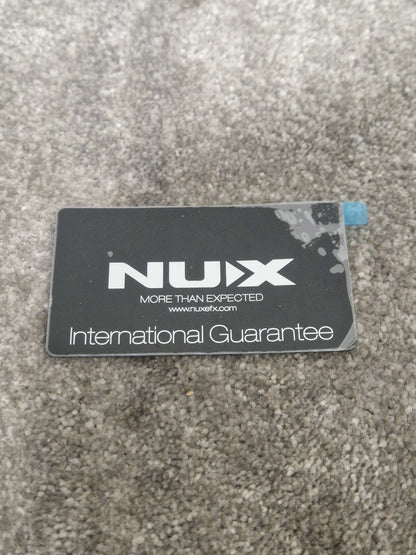 NUX
MORE THAN EXPECTED
www.nuxefx.com
International Guarantee